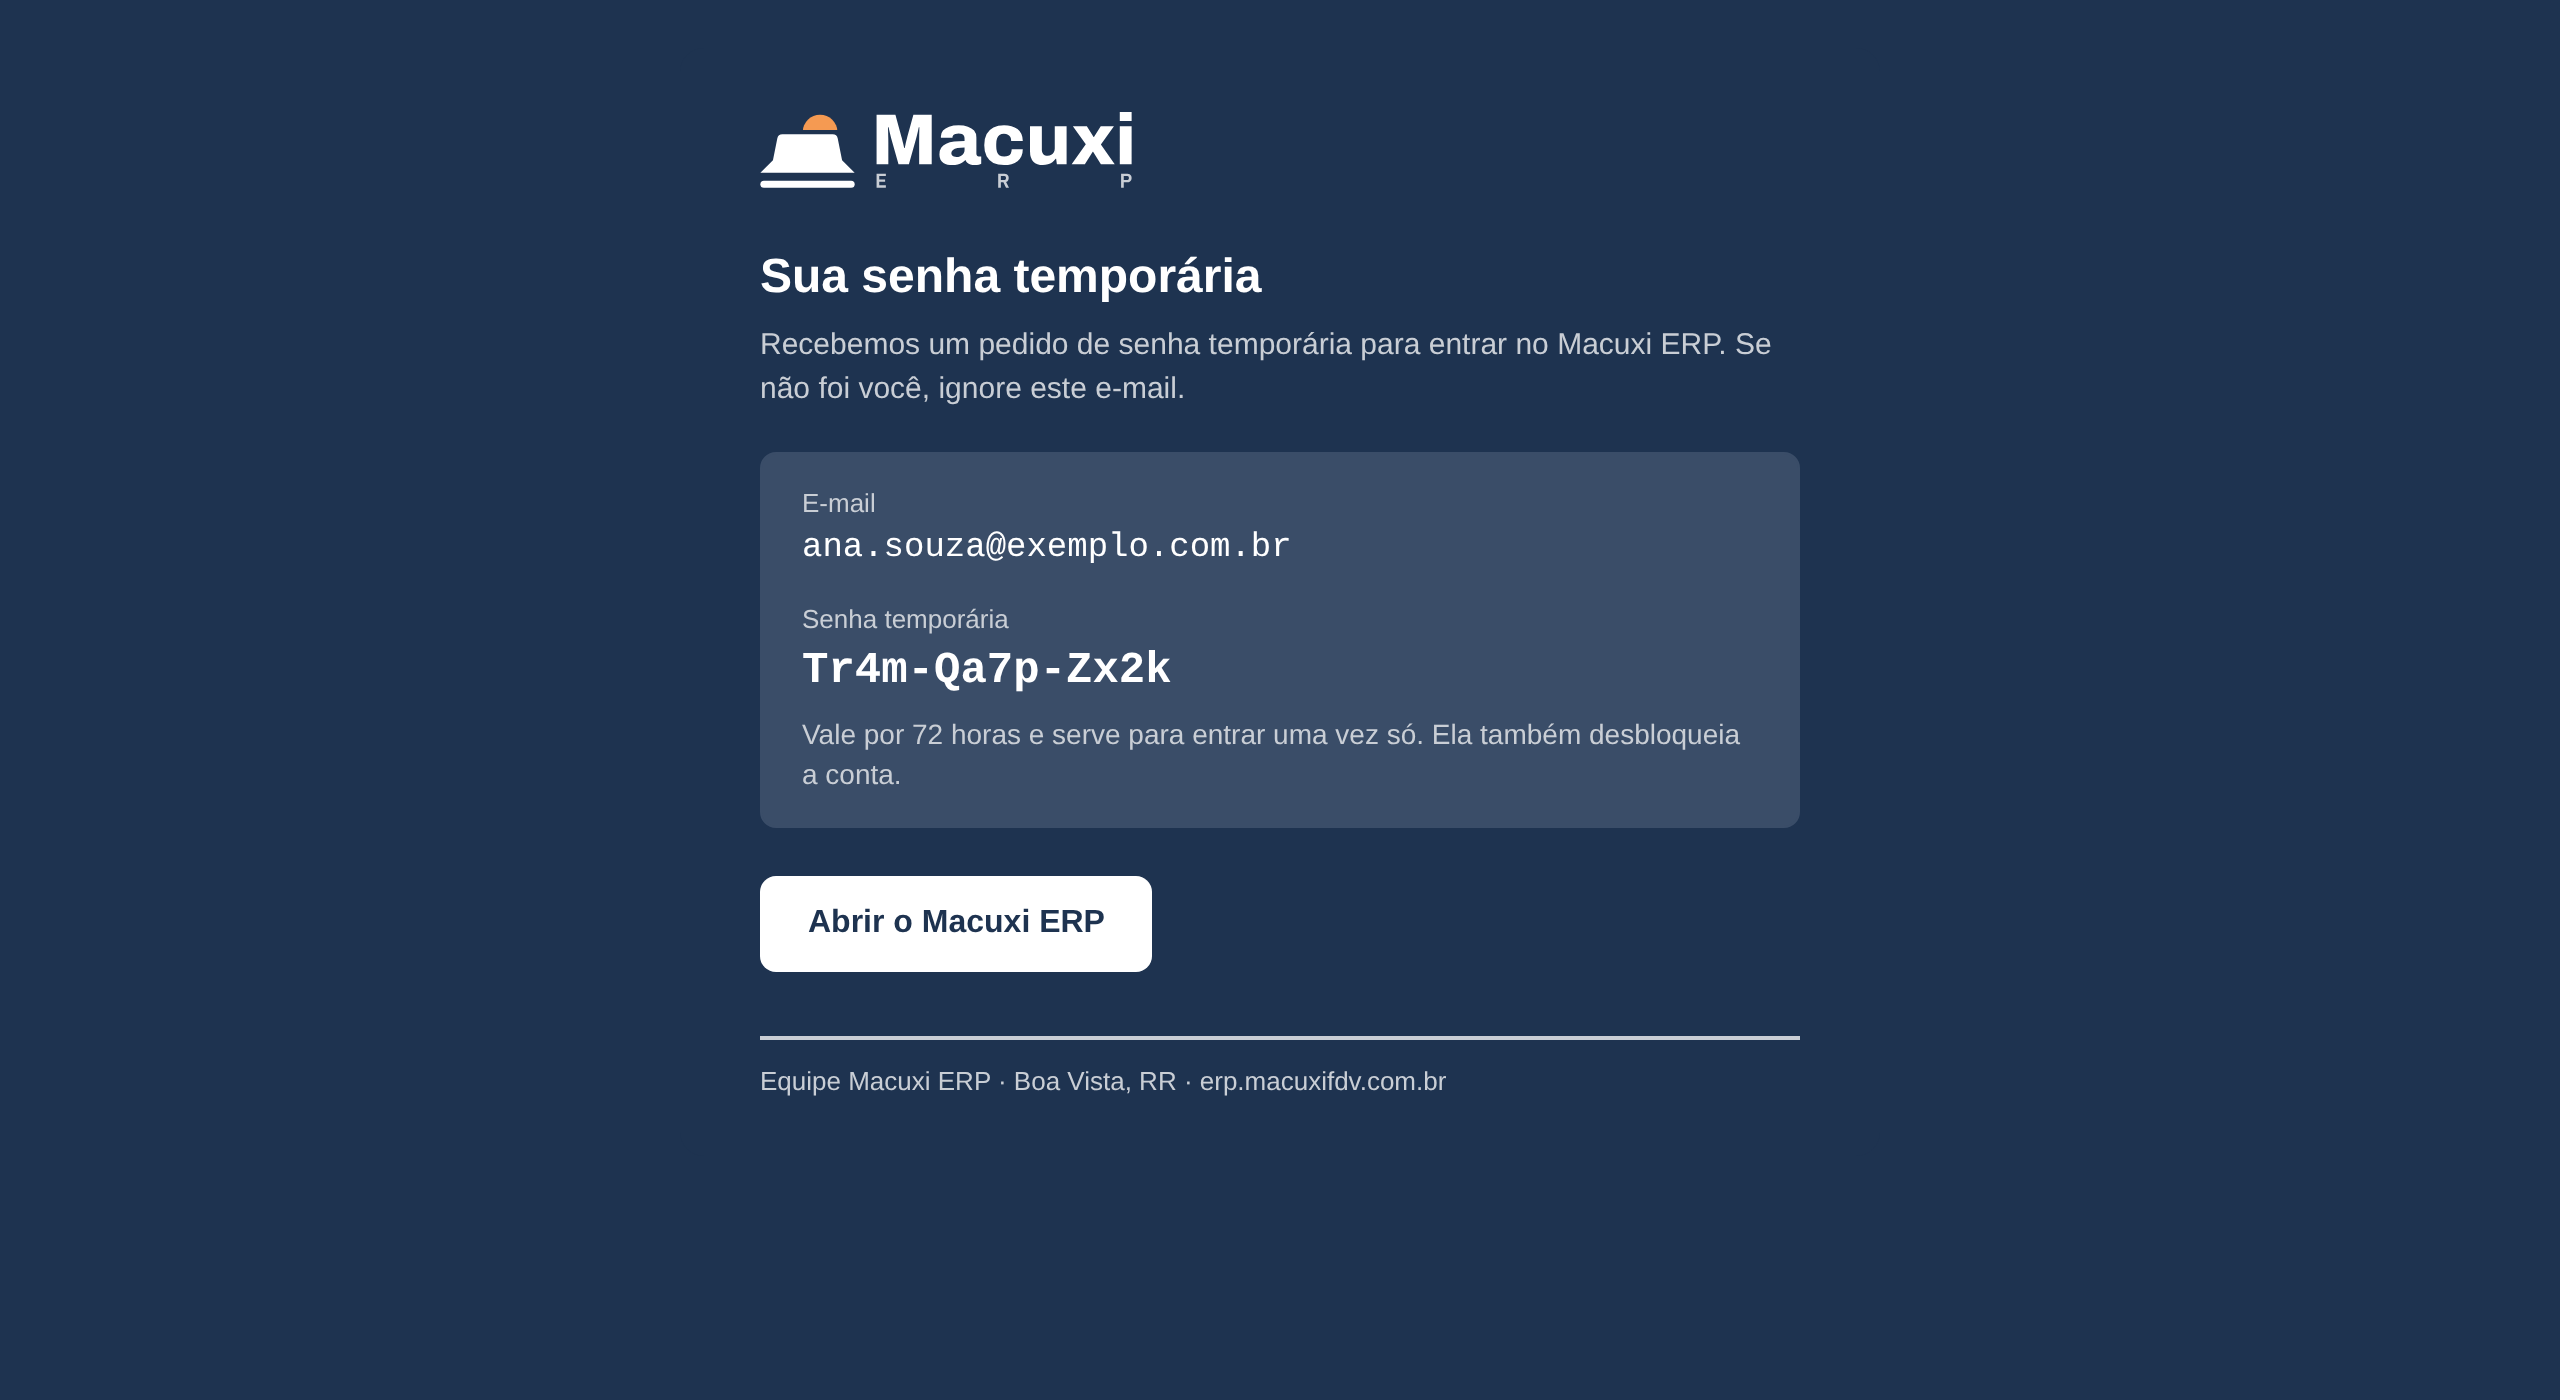 Macuxi
E R P
Sua senha temporária
Recebemos um pedido de senha temporária para entrar no Macuxi ERP. Se
não foi você, ignore este e-mail.
E-mail
ana.souza@exemplo.com.br
Senha temporária
Tr4m-Qa7p-Zx2k
Vale por 72 horas e serve para entrar uma vez só. Ela também desbloqueia
a conta.
Abrir o Macuxi ERP
Equipe Macuxi ERP · Boa Vista, RR · erp.macuxifdv.com.br